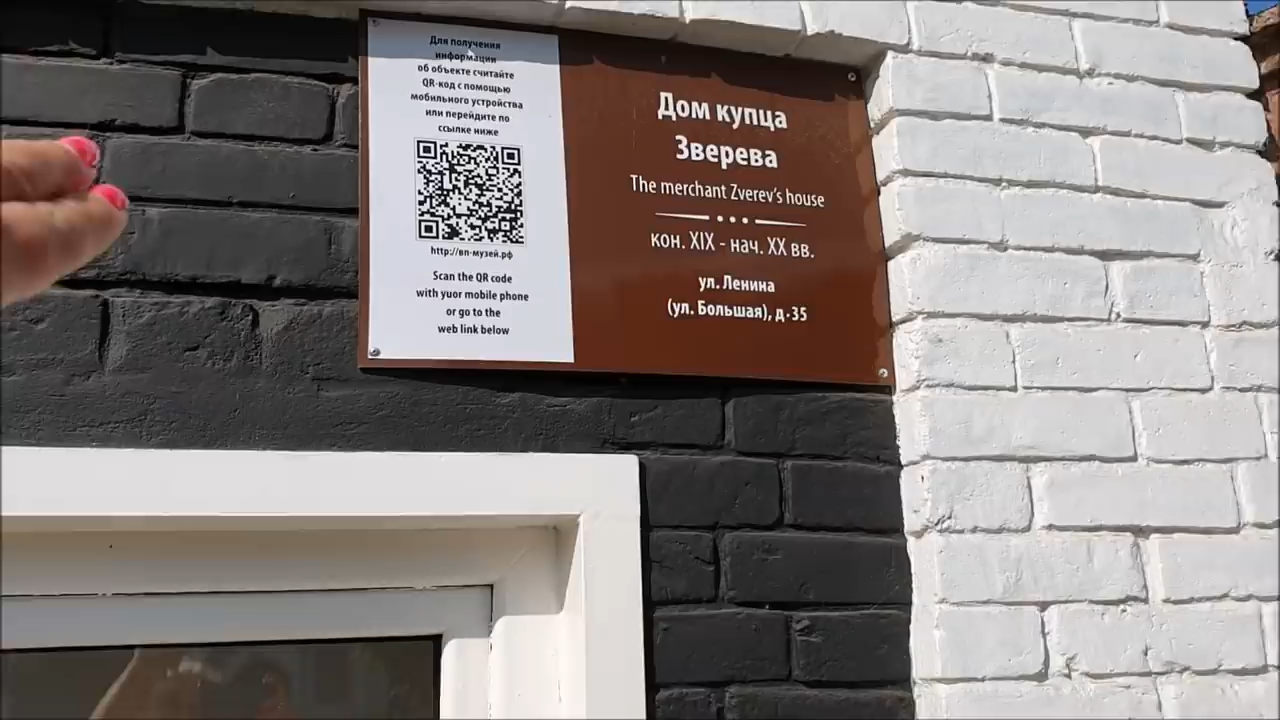 Для получения
информации
об объекте считайте
QR-код с помощью
мобильного устройства
или перейдите по
ссылке ниже
http://вп-музей.рф
Scan the QR code
with yuor mobile phone
or go to the
web link below
Дом купца
Зверева
The merchant Zverev's house
кон. XIX - нач. XX вв.
ул. Ленина
(ул. Большая), д.35